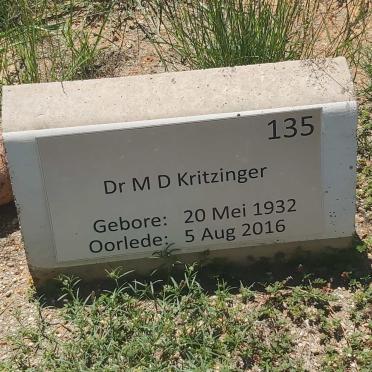 135
Dr M D Kritzinger
Gebore: 20 Mei 1932
Oorlede: 5 Aug 2016